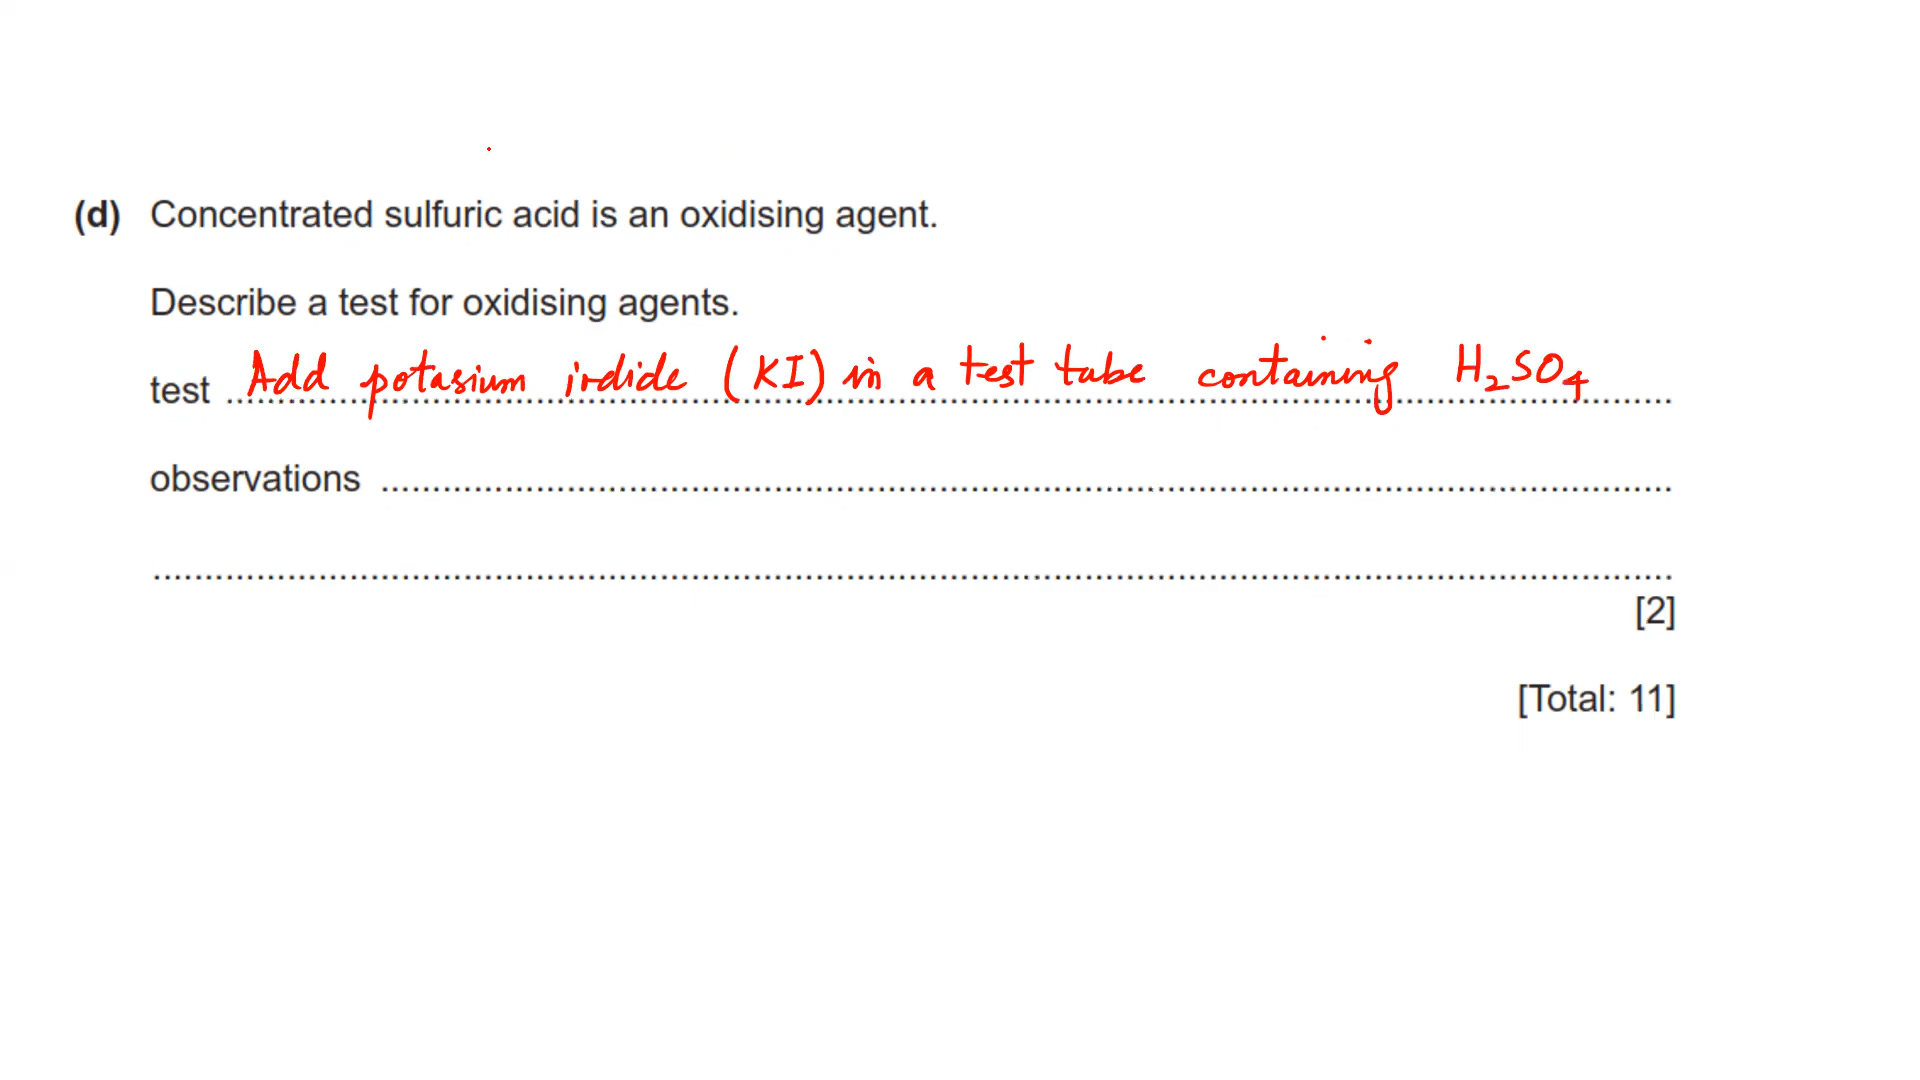 (d) Concentrated sulfuric acid is an oxidising agent.
Describe a test for oxidising agents.
test Add potasium iodide (KI) in a test tube containing H₂SO₄
observations
[2]
[Total: 11]